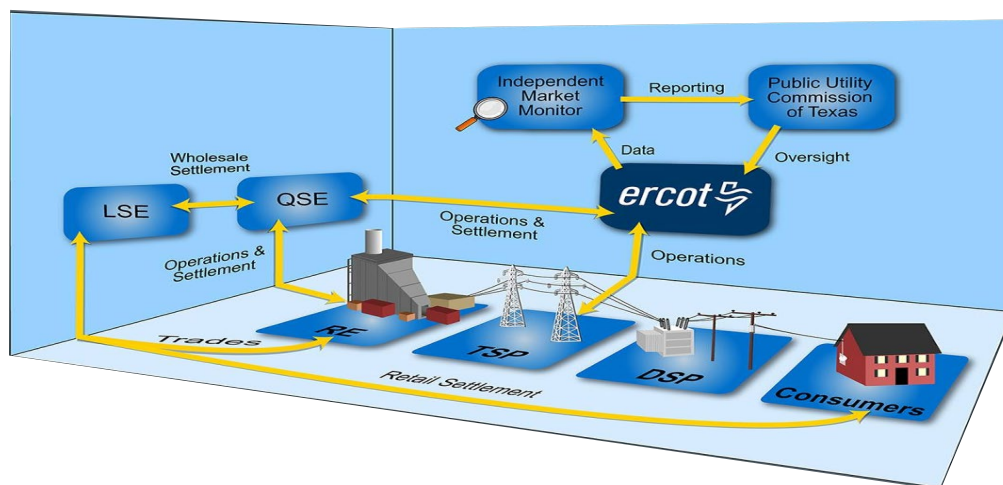 Independent
Market
Monitor
Reporting
Public Utility
Commission
of Texas
Data
Oversight
Wholesale
Settlement
LSE
QSE
ercot
Operations &
Settlement
Operations &
Settlement
Operations
RE
TSP
DSP
Consumers
Trades
Retail Settlement